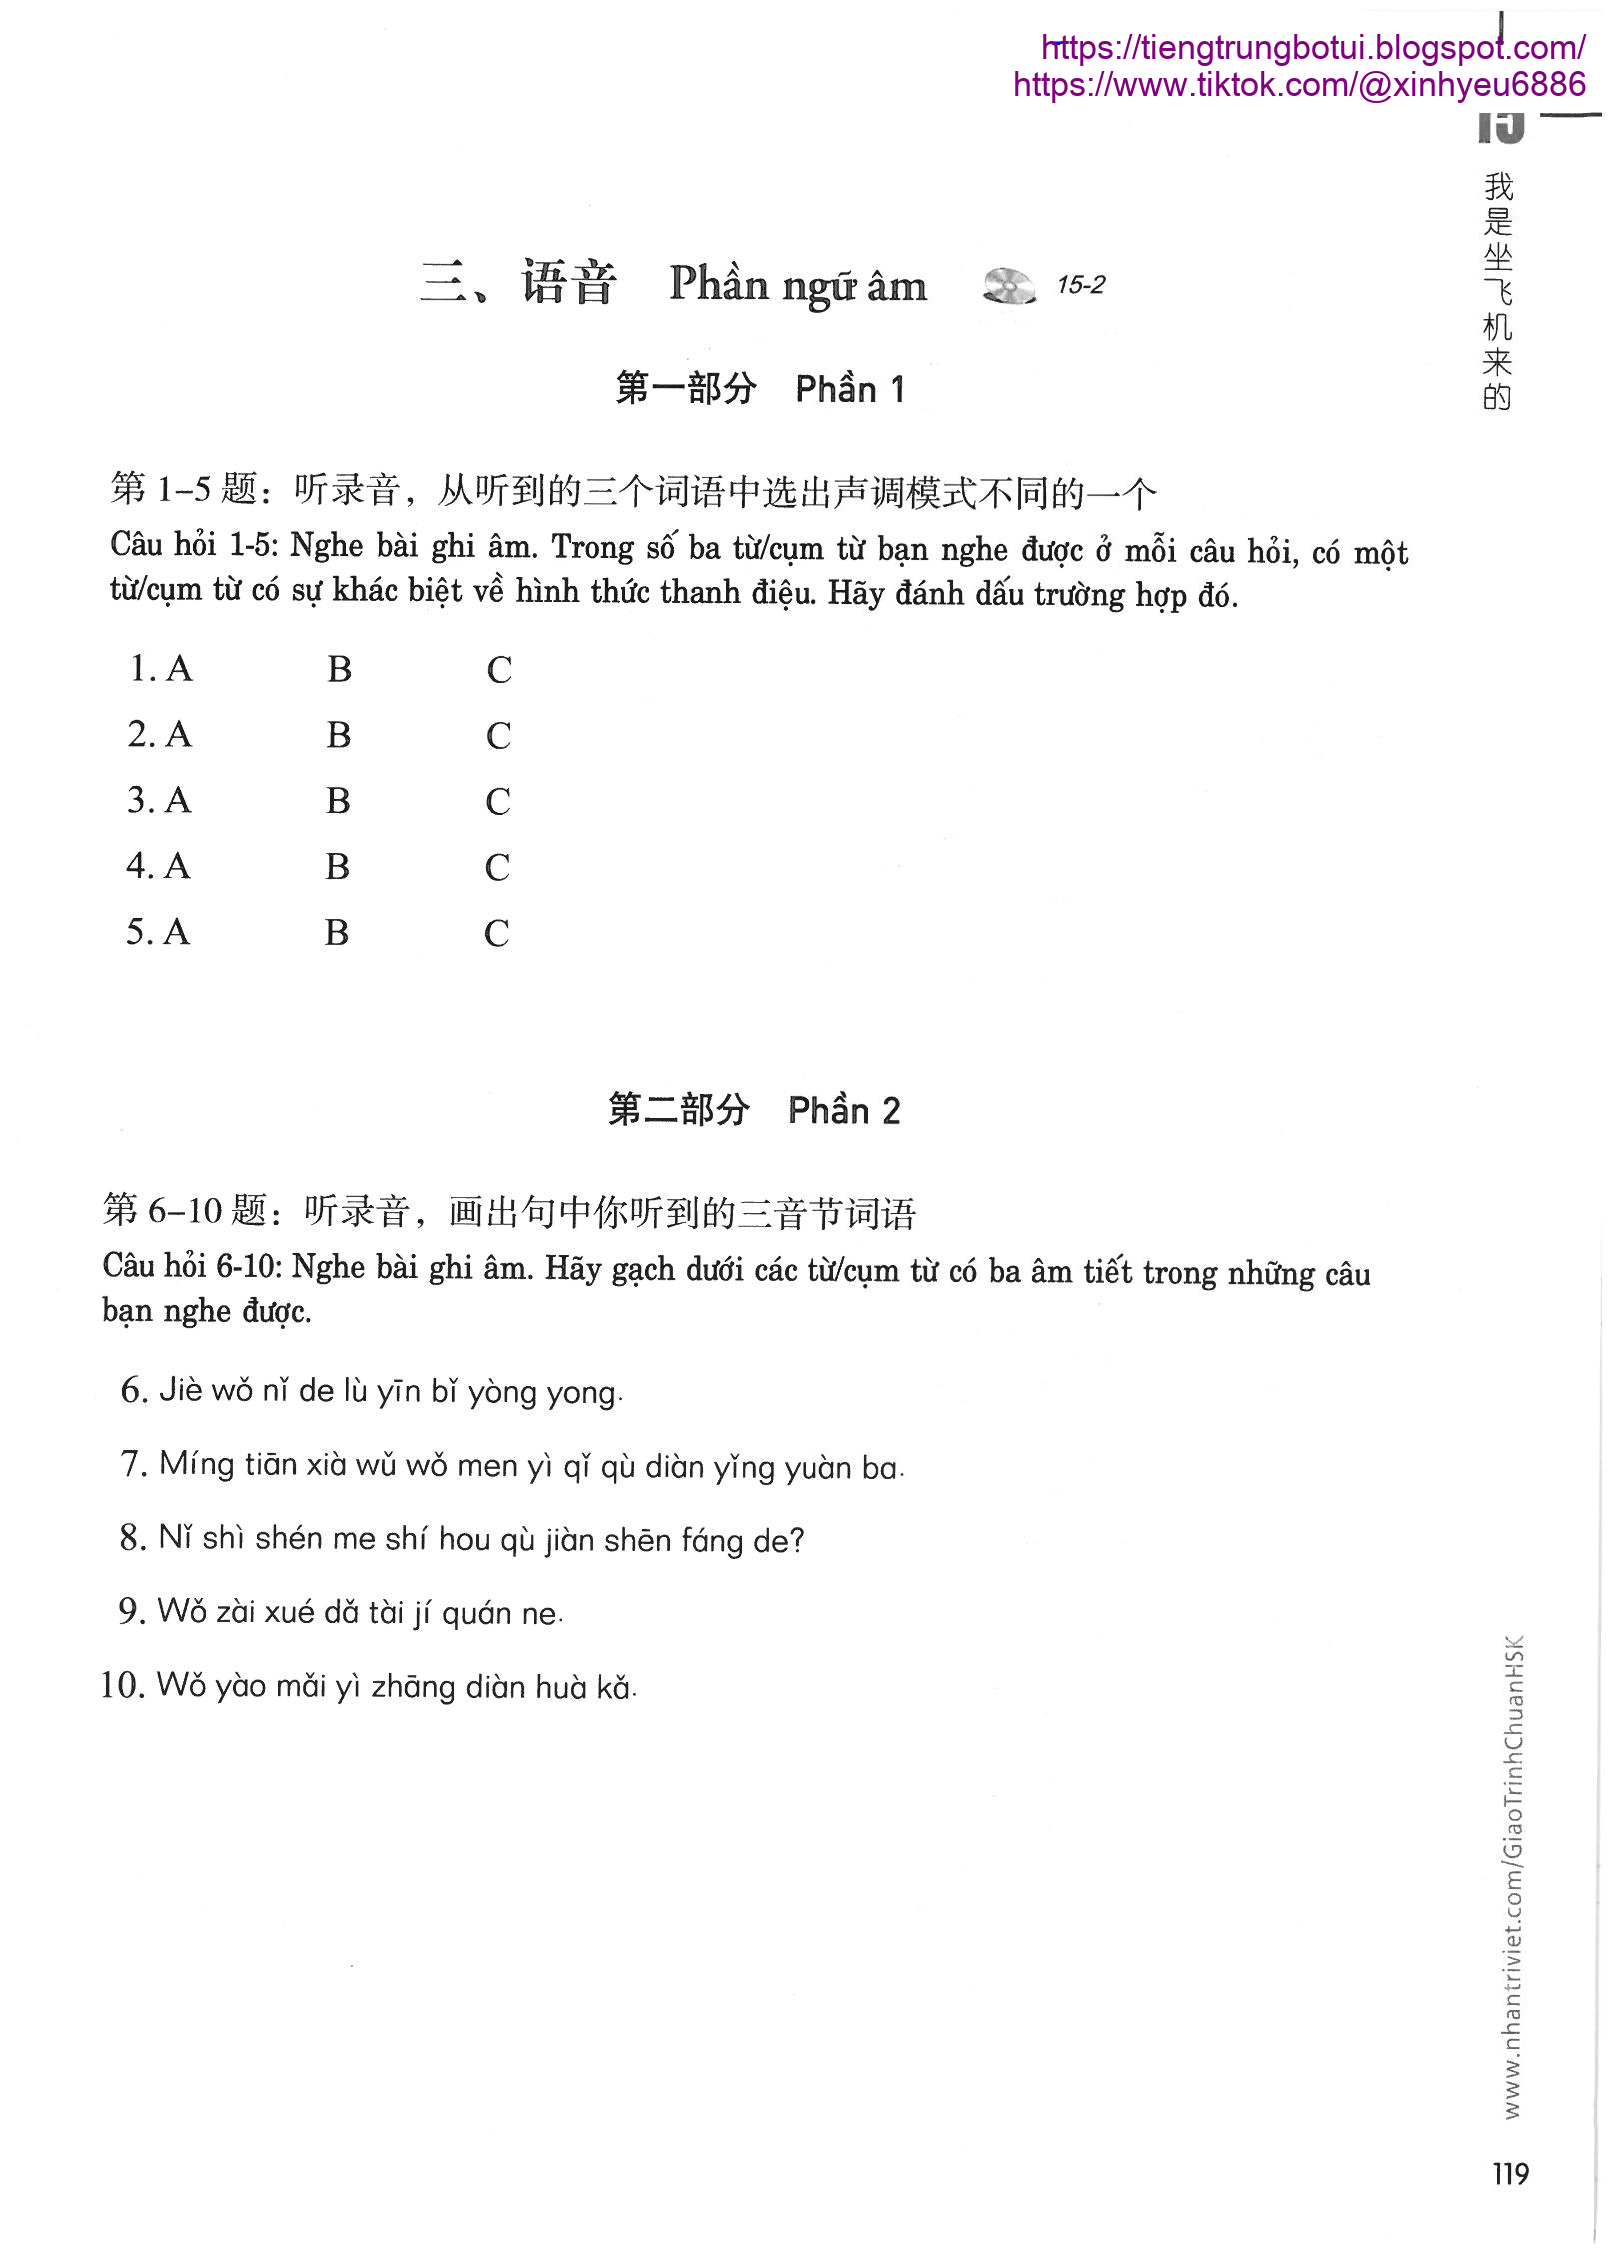 https://tiengtrungbotui.blogspot.com/
https://www.tiktok.com/@xinhyeu6886
15
我是坐飞机来的
三、语音 Phần ngữ âm 15-2
第一部分 Phần 1
第 1–5 题：听录音，从听到的三个词语中选出声调模式不同的一个
Câu hỏi 1-5: Nghe bài ghi âm. Trong số ba từ/cụm từ bạn nghe được ở mỗi câu hỏi, có một
từ/cụm từ có sự khác biệt về hình thức thanh điệu. Hãy đánh dấu trường hợp đó.
1. A B C
2. A B C
3. A B C
4. A B C
5. A B C
第二部分 Phần 2
第 6–10 题：听录音，画出句中你听到的三音节词语
Câu hỏi 6-10: Nghe bài ghi âm. Hãy gạch dưới các từ/cụm từ có ba âm tiết trong những câu
bạn nghe được.
6. Jiè wǒ nǐ de lù yīn bǐ yòng yong.
7. Míng tiān xià wǔ wǒ men yì qǐ qù diàn yǐng yuàn ba.
8. Nǐ shì shén me shí hou qù jiàn shēn fáng de?
9. Wǒ zài xué dǎ tài jí quán ne.
10. Wǒ yào mǎi yì zhāng diàn huà kǎ.
www.nhantriviet.com/GiaoTrinhChuanHSK
119